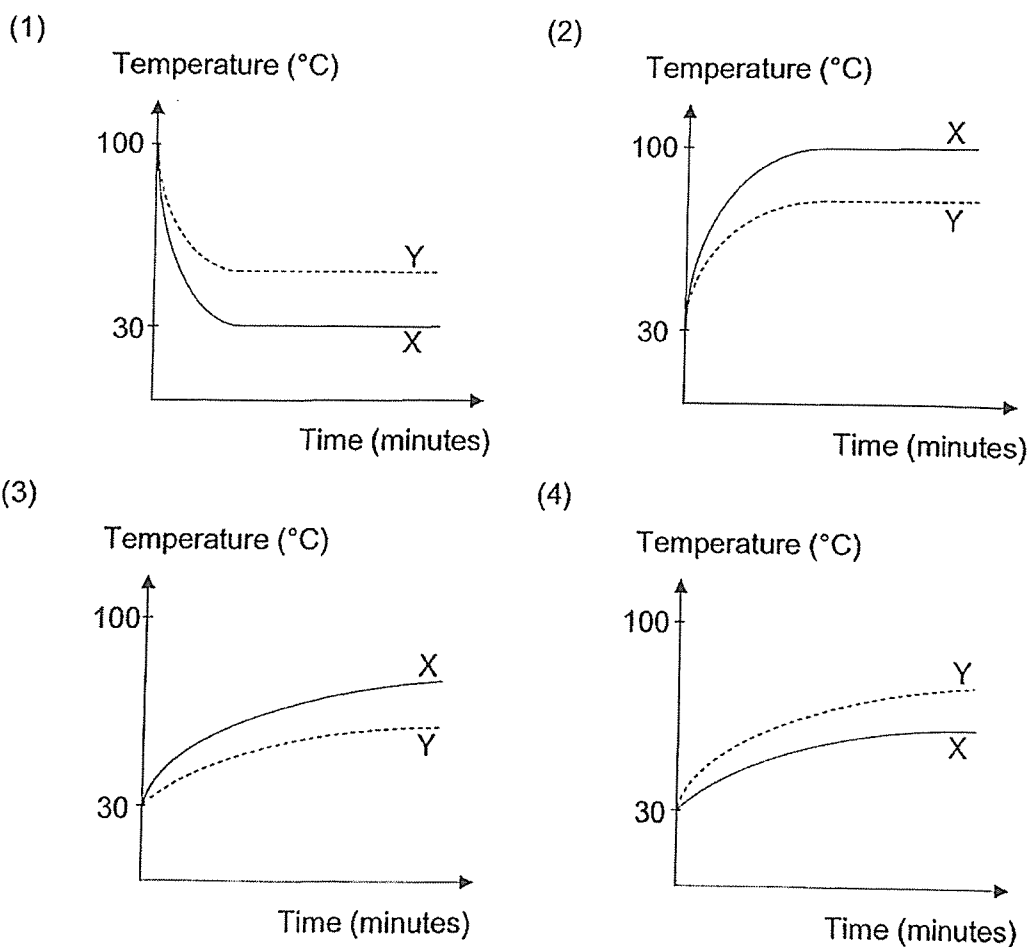 (1)
Temperature (°C)
100
Y
30
X
Time (minutes)
(2)
Temperature (°C)
100
X
Y
30
Time (minutes)
(3)
Temperature (°C)
100
X
Y
30
Time (minutes)
(4)
Temperature (°C)
100
Y
X
30
Time (minutes)